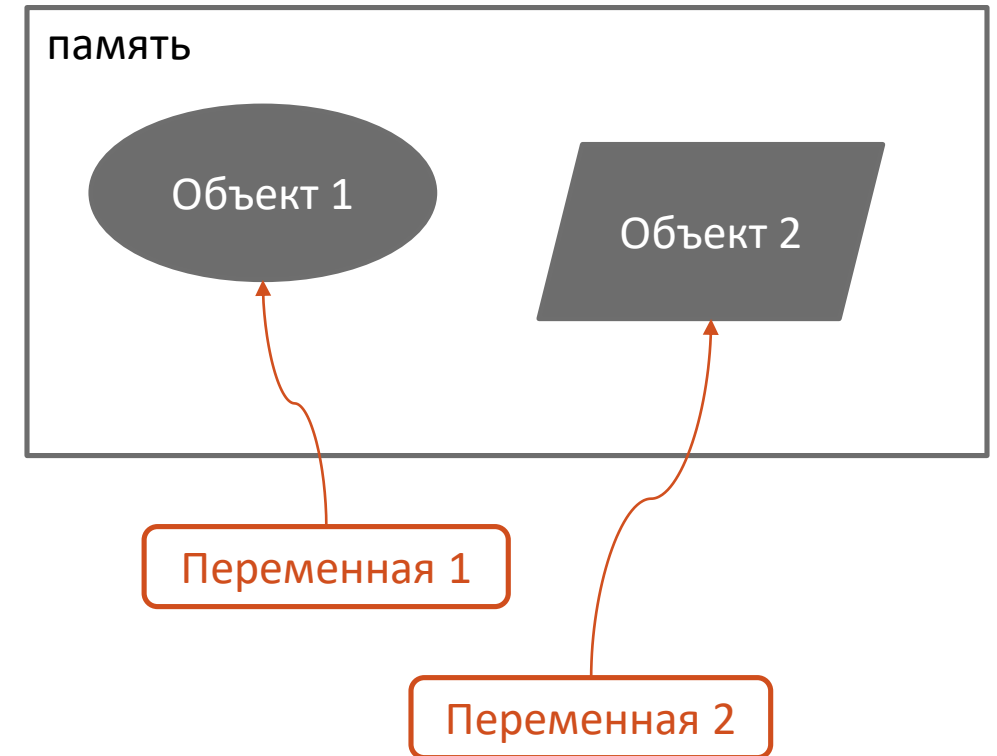 память
Объект 1
Объект 2
Переменная 1
Переменная 2